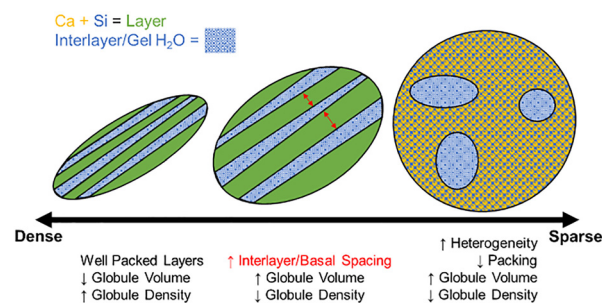 Ca + Si = Layer
Interlayer/Gel H₂O =
Dense
Sparse
Well Packed Layers
↓ Globule Volume
↑ Globule Density
↑ Interlayer/Basal Spacing
↑ Globule Volume
↓ Globule Density
↑ Heterogeneity
↓ Packing
↑ Globule Volume
↓ Globule Density